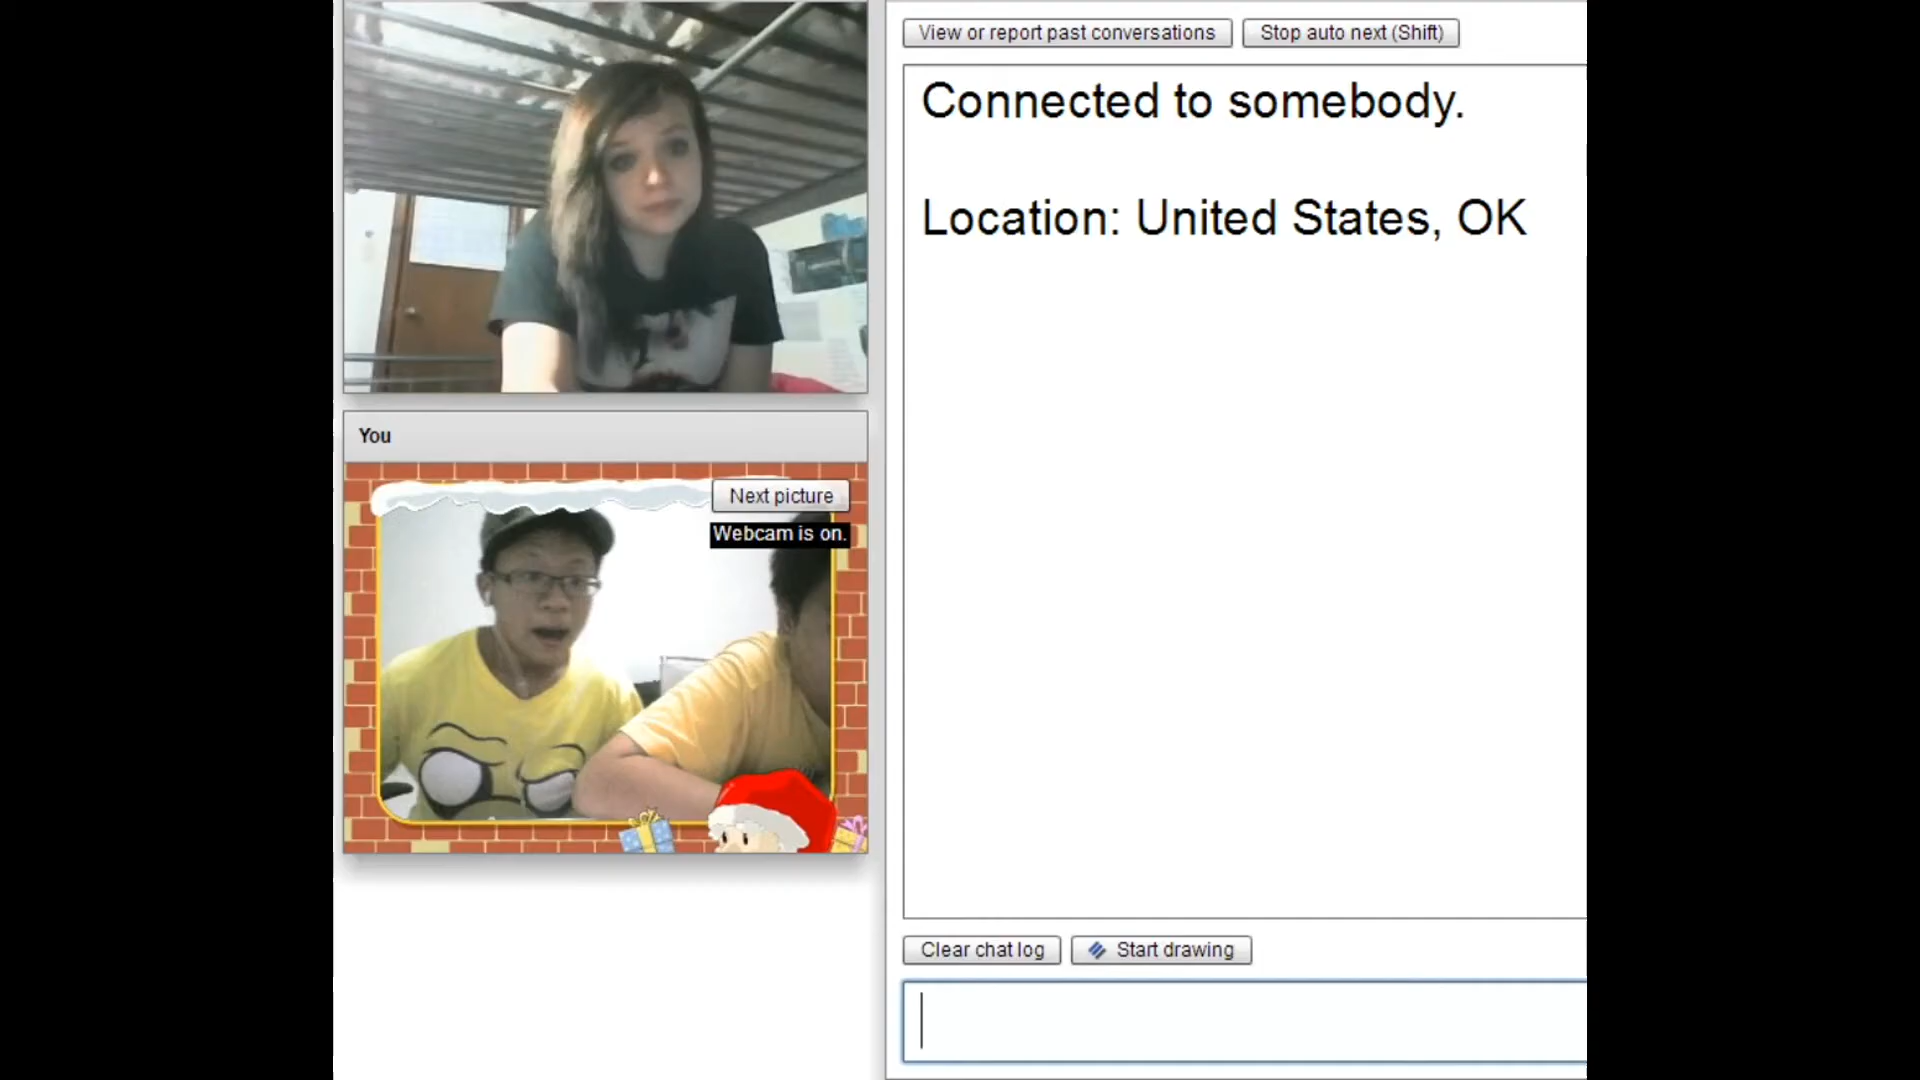 View or report past conversations
Stop auto next (Shift)
Connected to somebody.
Location: United States, OK
You
Next picture
Webcam is on.
Clear chat log
Start drawing